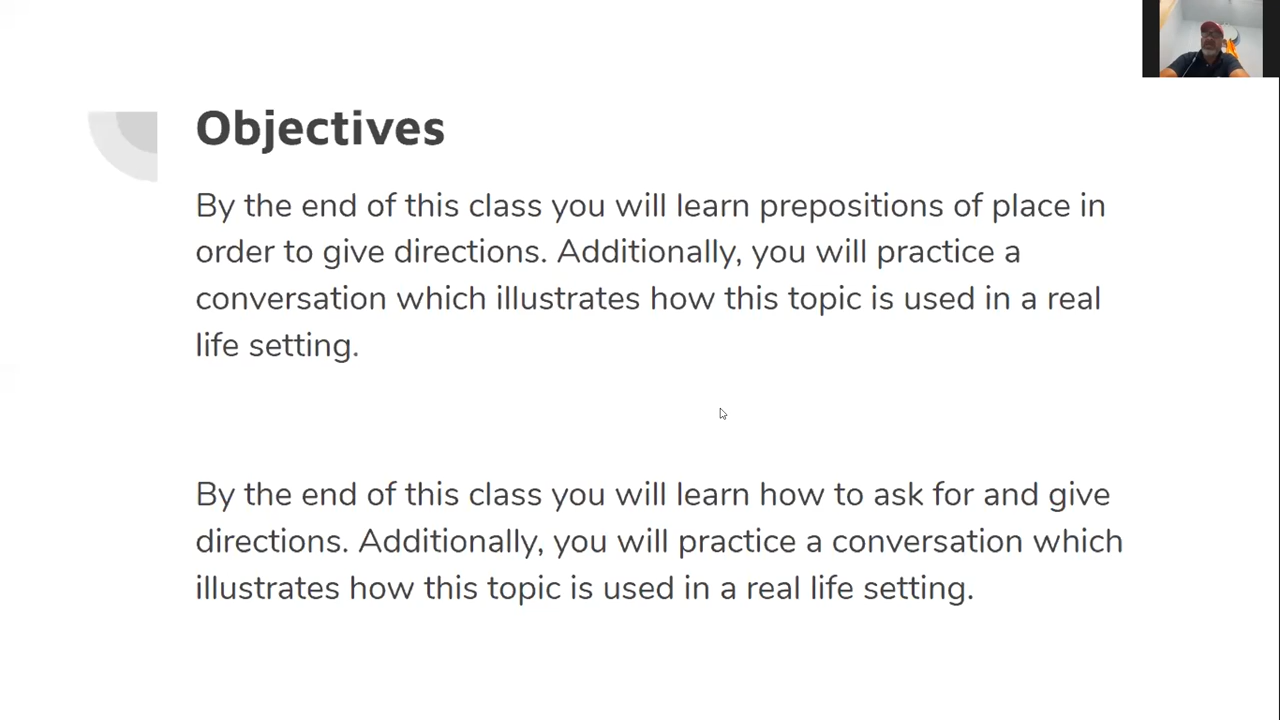 Objectives
By the end of this class you will learn prepositions of place in
order to give directions. Additionally, you will practice a
conversation which illustrates how this topic is used in a real
life setting.
By the end of this class you will learn how to ask for and give
directions. Additionally, you will practice a conversation which
illustrates how this topic is used in a real life setting.